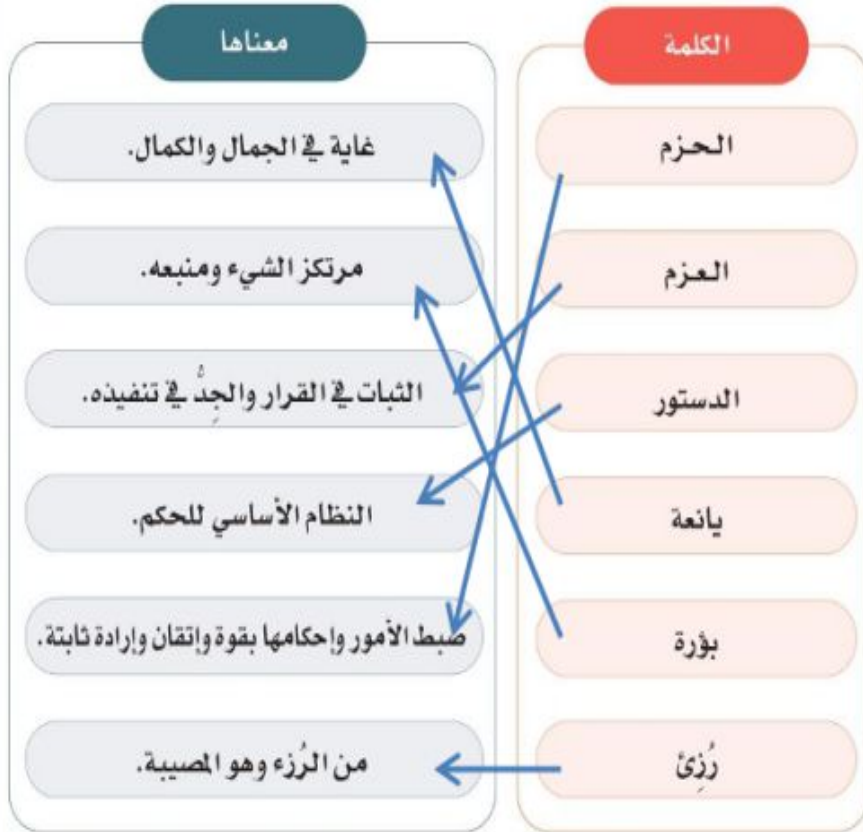 الكلمة
معناها
الحزم
غاية في الجمال والكمال.
العزم
مرتكز الشيء ومنبعه.
الدستور
الثبات في القرار والجِدُّ في تنفيذه.
يانعة
النظام الأساسي للحكم.
بؤرة
ضبط الأمور وإحكامها بقوة وإتقان وإرادة ثابتة.
رُزِئ
من الرُزء وهو المصيبة.